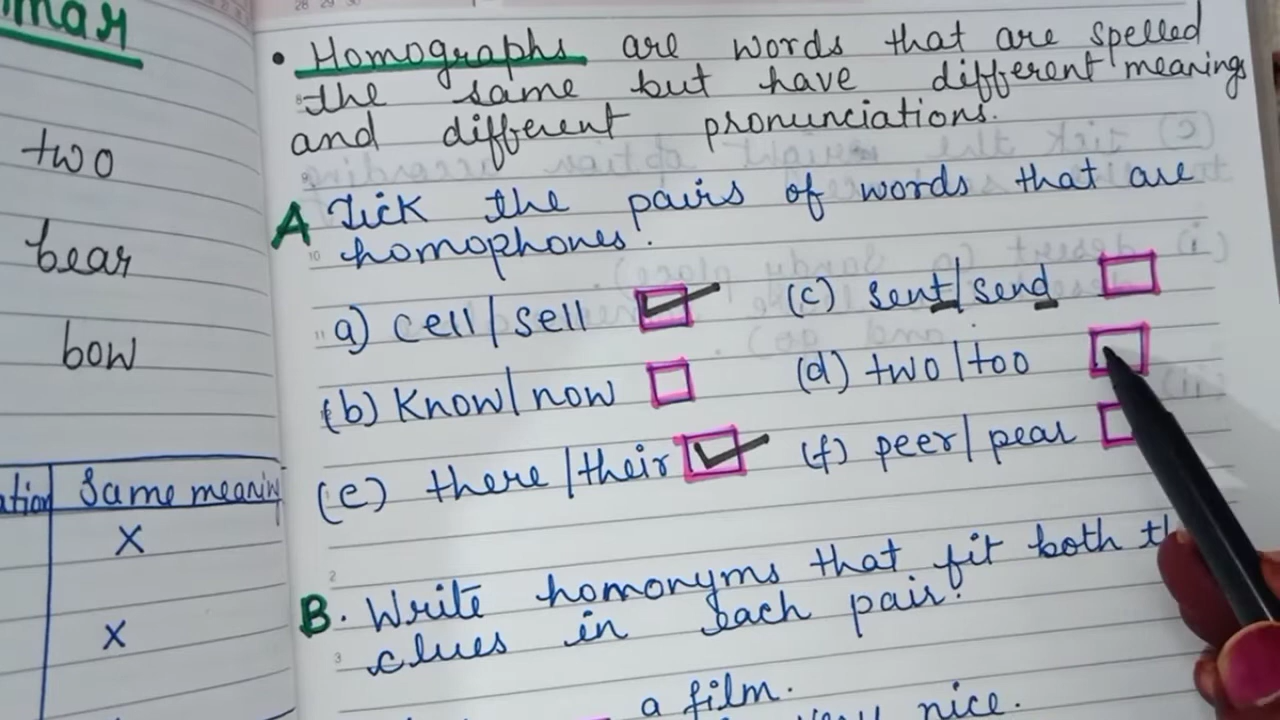 mar
two
bear
bow
ation Same meaning
X
X
• Homographs are words that are spelled
the same but have different meanings
and different pronunciations.
A Tick the pairs of words that are
homophones.
a) cell/sell (c) sent/send
(b) Know/now (d) two/too
(e) there/their (f) peer/pear
B. Write homonyms that fit both th
clues in each pair.
a film.
very nice.